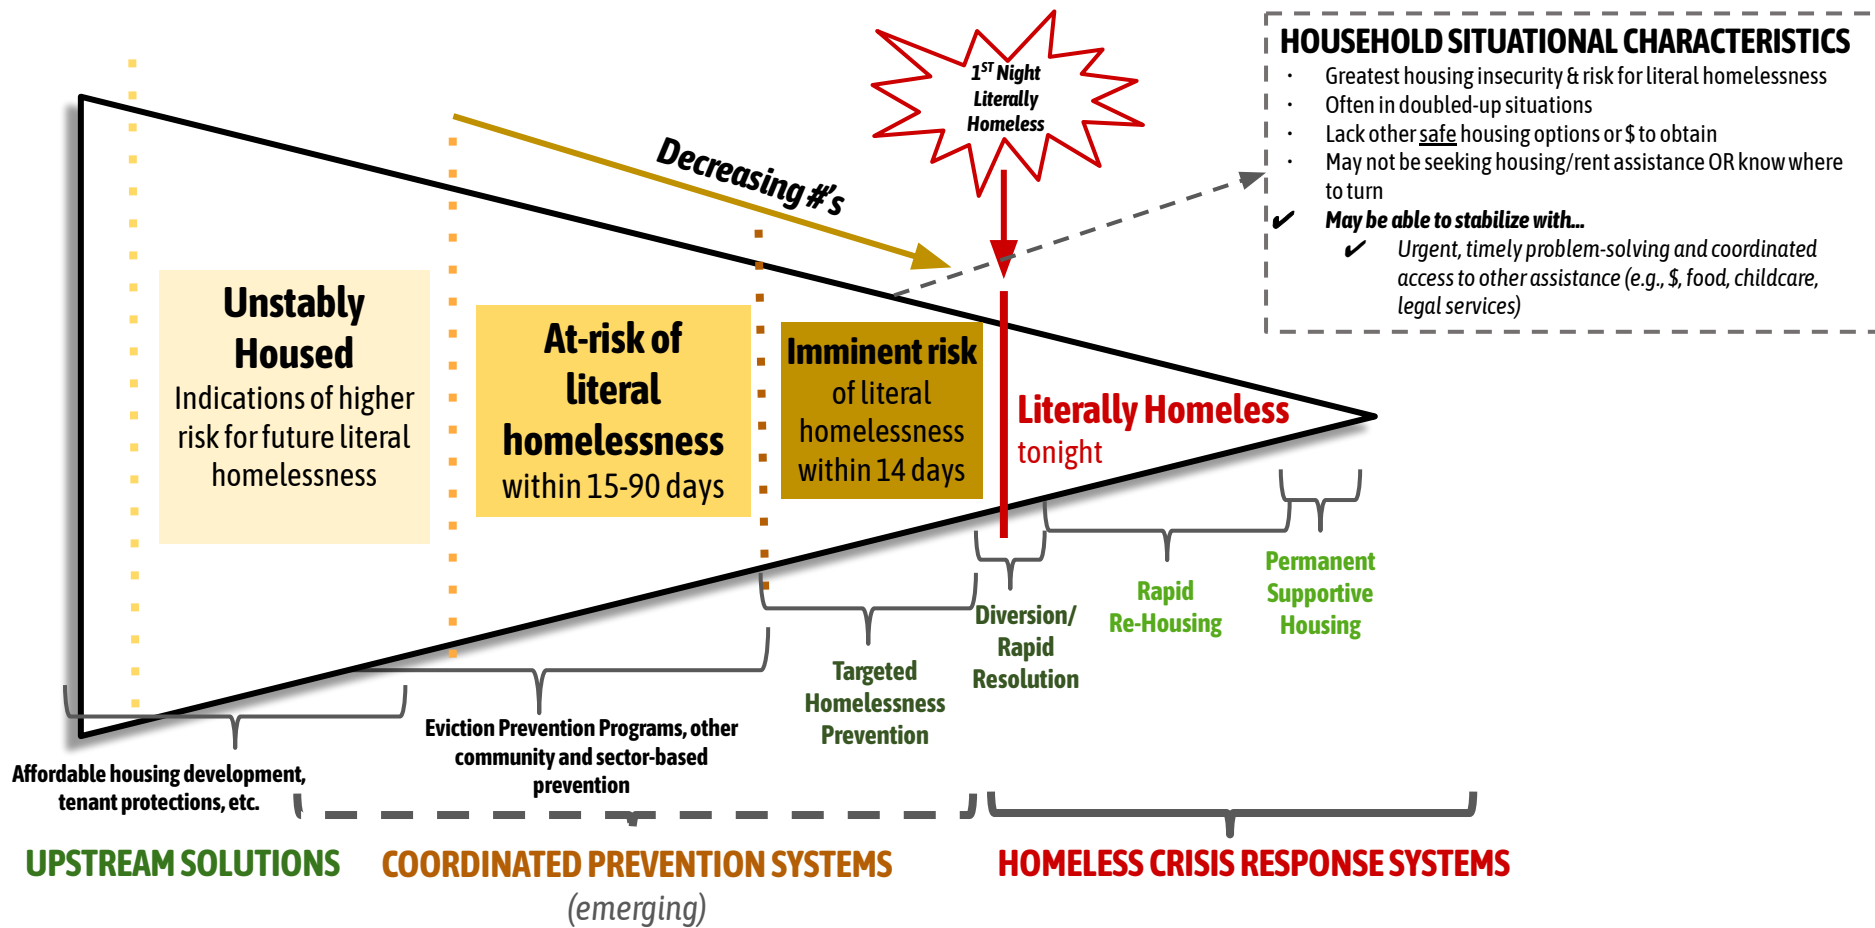 1ST Night
Literally
Homeless
HOUSEHOLD SITUATIONAL CHARACTERISTICS
· Greatest housing insecurity & risk for literal homelessness
· Often in doubled-up situations
· Lack other safe housing options or $ to obtain
· May not be seeking housing/rent assistance OR know where
to turn
✔ May be able to stabilize with...
✔ Urgent, timely problem-solving and coordinated
access to other assistance (e.g., $, food, childcare,
legal services)
Decreasing #'s
Unstably
Housed
Indications of higher
risk for future literal
homelessness
At-risk of
literal
homelessness
within 15-90 days
Imminent risk
of literal
homelessness
within 14 days
Literally Homeless
tonight
Affordable housing development,
tenant protections, etc.
Eviction Prevention Programs, other
community and sector-based
prevention
Targeted
Homelessness
Prevention
Diversion/
Rapid
Resolution
Rapid
Re-Housing
Permanent
Supportive
Housing
UPSTREAM SOLUTIONS
COORDINATED PREVENTION SYSTEMS
(emerging)
HOMELESS CRISIS RESPONSE SYSTEMS